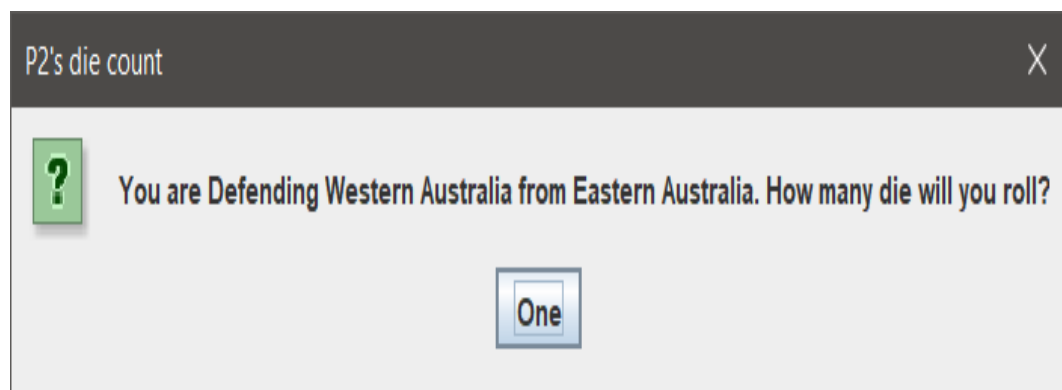 P2's die count
You are Defending Western Australia from Eastern Australia. How many die will you roll?
One